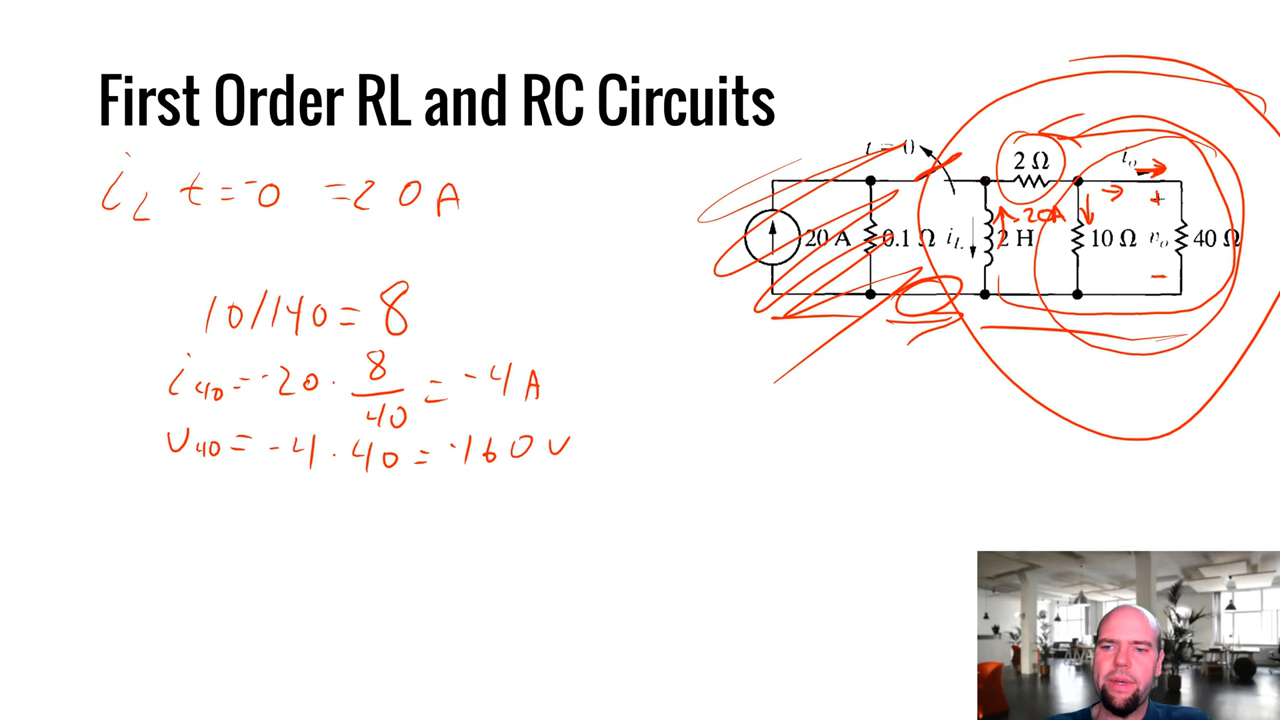 First Order RL and RC Circuits
i_L t=-0 =20A
10//40=8
i_40=-20·8/40=-4A
v_40=-4·40=-160v
t=0
2Ω
i_o
20 A
0.1 Ω
i_L
-20A
2 H
10 Ω
+
v_o
−
40 Ω